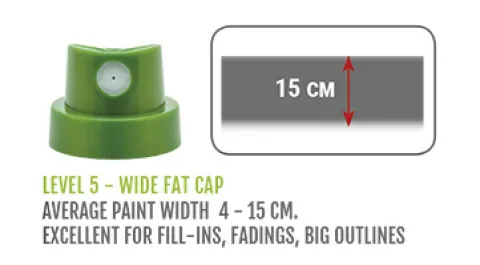 15 CM
LEVEL 5 - WIDE FAT CAP
AVERAGE PAINT WIDTH 4 - 15 CM.
EXCELLENT FOR FILL-INS, FADINGS, BIG OUTLINES